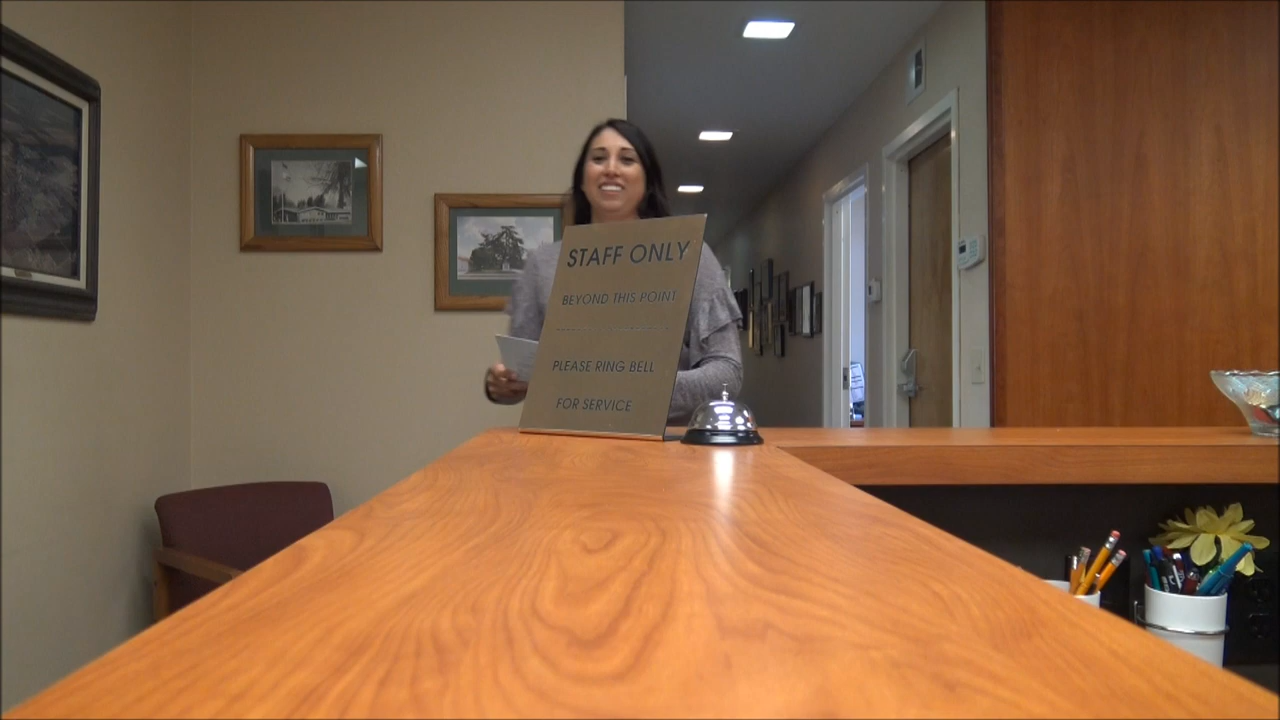 STAFF ONLY
BEYOND THIS POINT
PLEASE RING BELL
FOR SERVICE